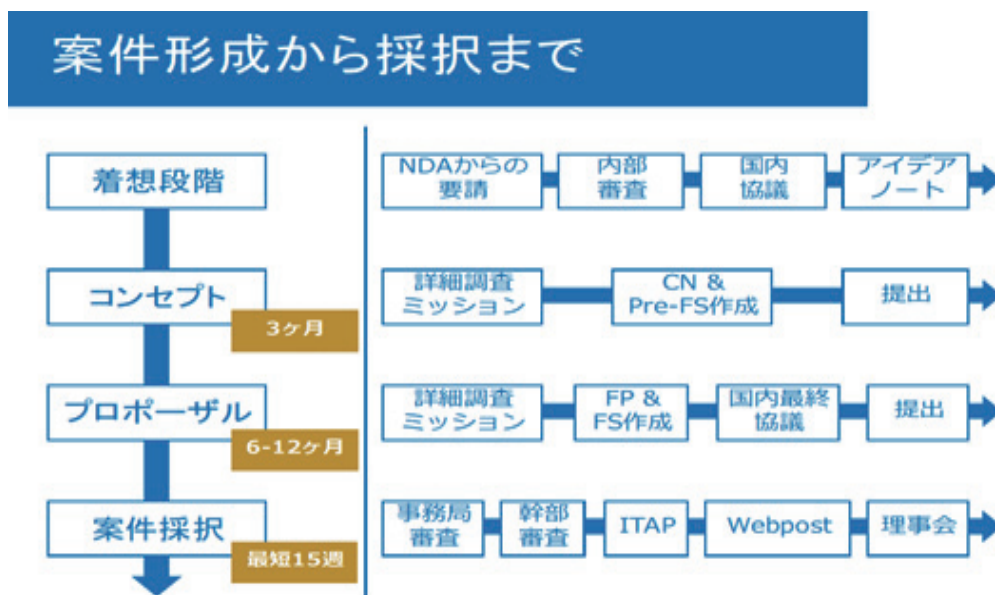 案件形成から採択まで
着想段階
NDAからの
要請
内部
審査
国内
協議
アイデア
ノート
コンセプト
3ヶ月
詳細調査
ミッション
CN &
Pre-FS作成
提出
プロポーザル
6-12ヶ月
詳細調査
ミッション
FP &
FS作成
国内最終
協議
提出
案件採択
最短15週
事務局
審査
幹部
審査
ITAP
Webpost
理事会